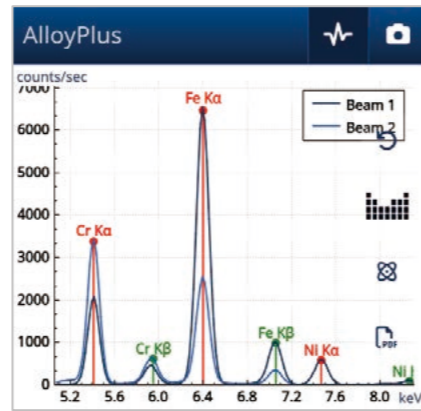 AlloyPlus
counts/sec
7000
Fe Kα
Beam 1
Beam 2
6000
5000
4000
Cr Kα
3000
2000
Cr Kβ
Fe Kβ
Ni Kα
1000
Ni
0
PDF
5.2 5.6 6.0 6.4 6.8 7.2 7.6 8.0 keV